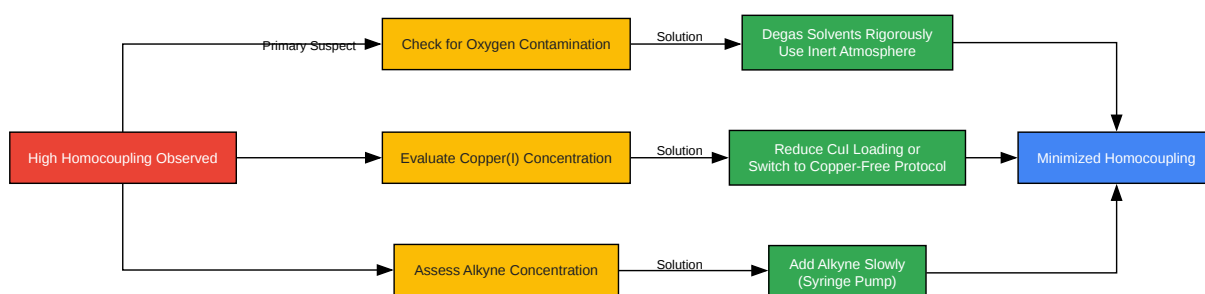 Primary Suspect
Check for Oxygen Contamination
Solution
Degas Solvents Rigorously
Use Inert Atmosphere
High Homocoupling Observed
Evaluate Copper(I) Concentration
Solution
Reduce CuI Loading or
Switch to Copper-Free Protocol
Minimized Homocoupling
Assess Alkyne Concentration
Solution
Add Alkyne Slowly
(Syringe Pump)